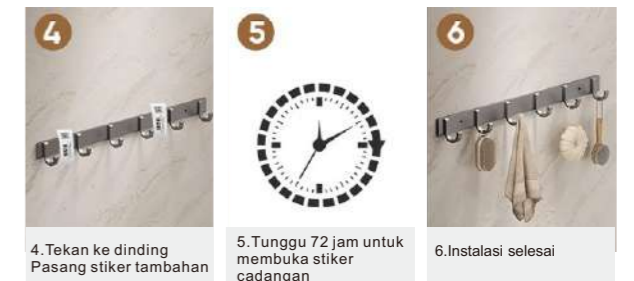 4
5
6
4.Tekan ke dinding
Pasang stiker tambahan
5.Tunggu 72 jam untuk
membuka stiker
cadangan
6.Instalasi selesai